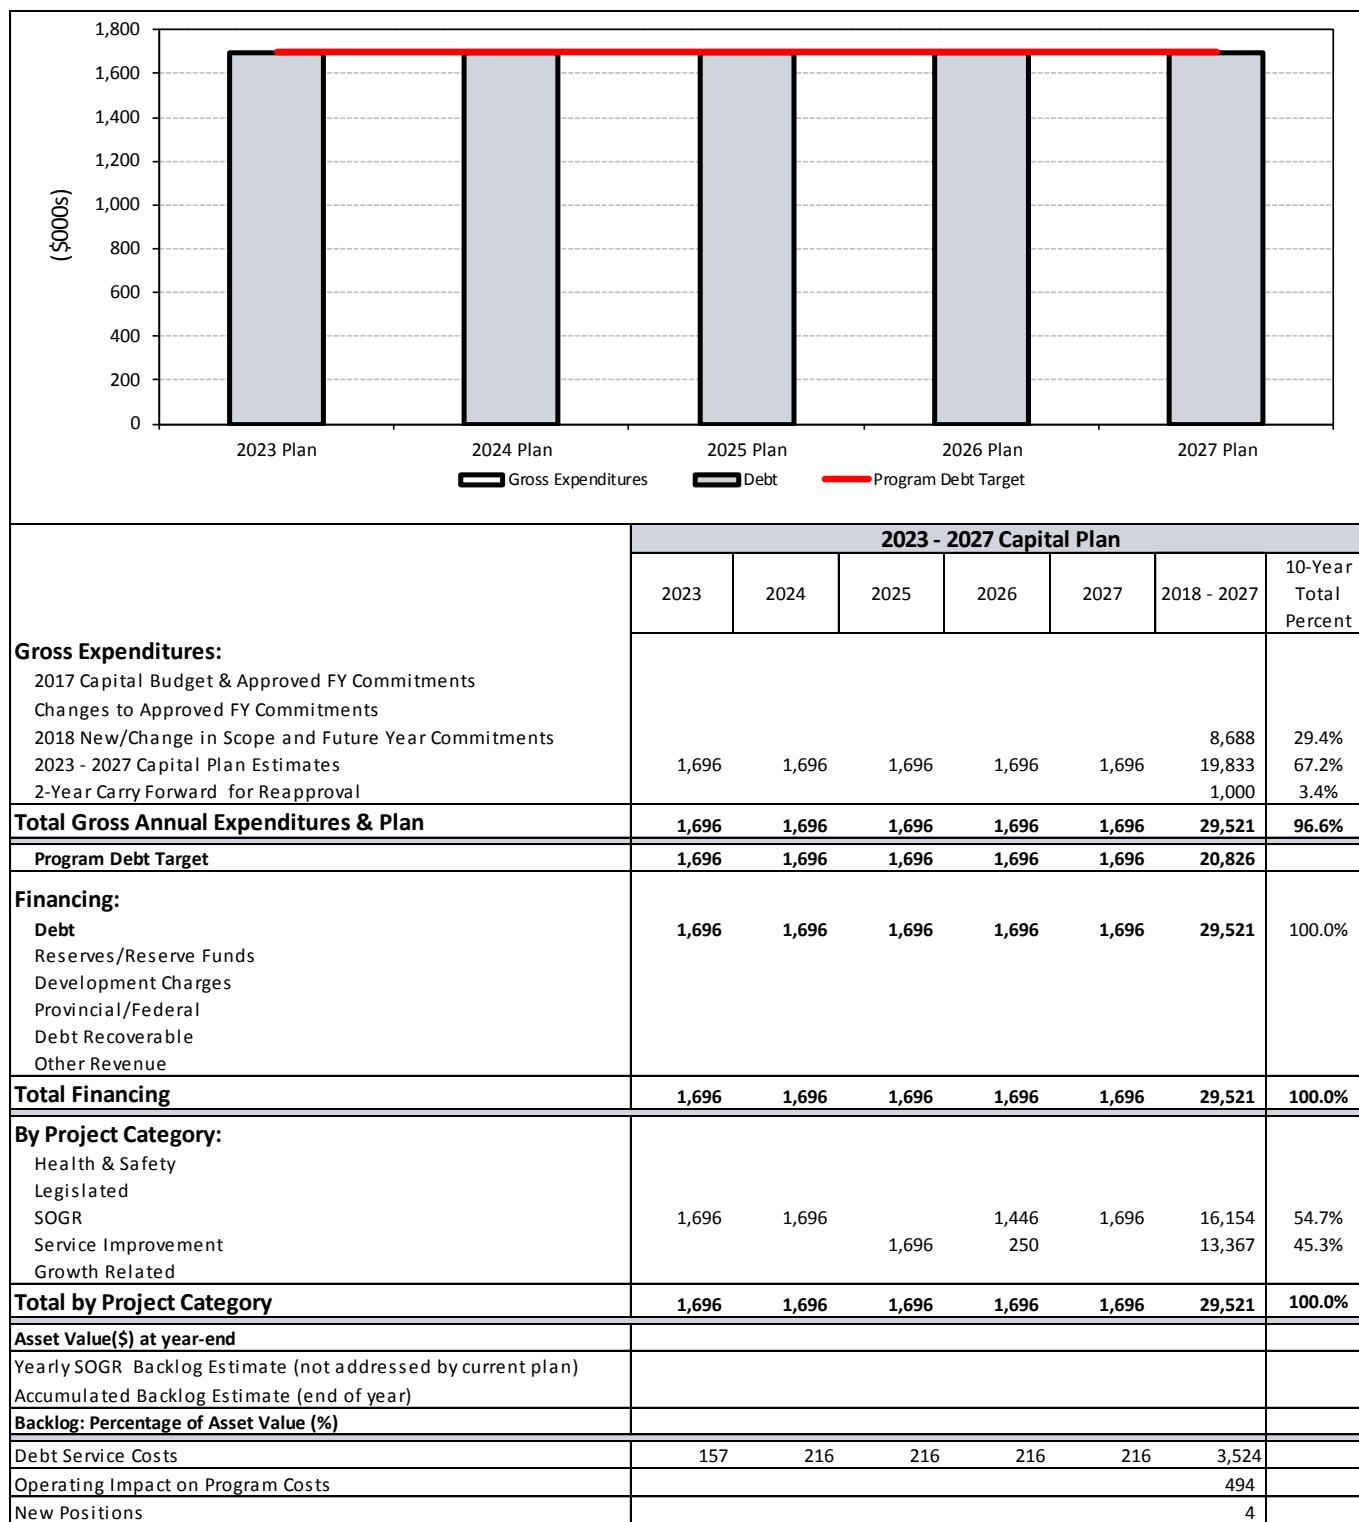 1,800
1,600
1,400
1,200
1,000
800
600
400
200
0
($000s)
2023 Plan 2024 Plan 2025 Plan 2026 Plan 2027 Plan
Gross Expenditures Debt Program Debt Target
2023 - 2027 Capital Plan
2023 2024 2025 2026 2027 2018 - 2027 10-Year Total Percent
Gross Expenditures:
2017 Capital Budget & Approved FY Commitments
Changes to Approved FY Commitments
2018 New/Change in Scope and Future Year Commitments 8,688 29.4%
2023 - 2027 Capital Plan Estimates 1,696 1,696 1,696 1,696 1,696 19,833 67.2%
2-Year Carry Forward for Reapproval 1,000 3.4%
Total Gross Annual Expenditures & Plan 1,696 1,696 1,696 1,696 1,696 29,521 96.6%
Program Debt Target 1,696 1,696 1,696 1,696 1,696 20,826
Financing:
Debt 1,696 1,696 1,696 1,696 1,696 29,521 100.0%
Reserves/Reserve Funds
Development Charges
Provincial/Federal
Debt Recoverable
Other Revenue
Total Financing 1,696 1,696 1,696 1,696 1,696 29,521 100.0%
By Project Category:
Health & Safety
Legislated
SOGR 1,696 1,696 1,446 1,696 16,154 54.7%
Service Improvement 1,696 250 13,367 45.3%
Growth Related
Total by Project Category 1,696 1,696 1,696 1,696 1,696 29,521 100.0%
Asset Value($) at year-end
Yearly SOGR Backlog Estimate (not addressed by current plan)
Accumulated Backlog Estimate (end of year)
Backlog: Percentage of Asset Value (%)
Debt Service Costs 157 216 216 216 216 3,524
Operating Impact on Program Costs 494
New Positions 4